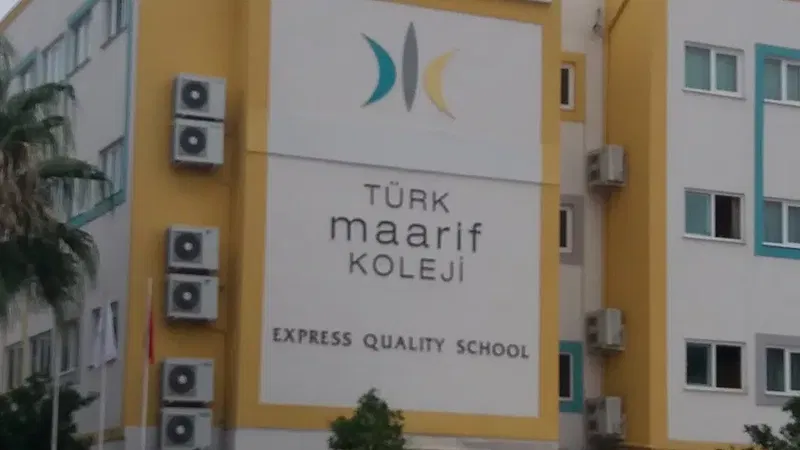 TÜRK
maarif
KOLEJİ
EXPRESS QUALITY SCHOOL